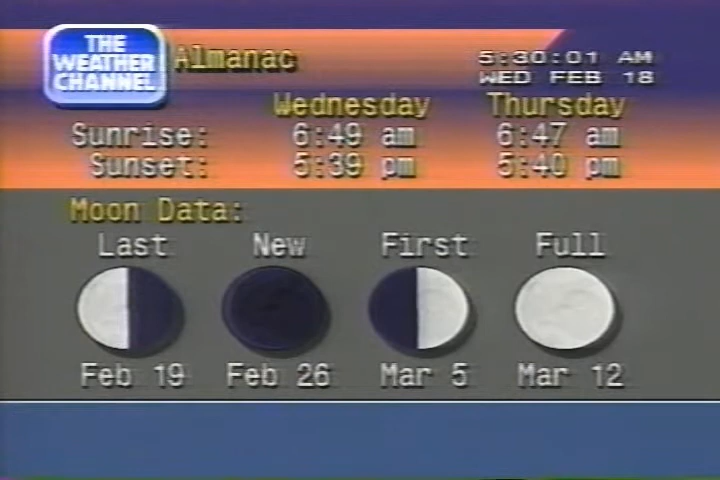 THE
WEATHER
CHANNEL
Almanac
5:30:01 AM
WED FEB 18
Wednesday Thursday
Sunrise: 6:49 am 6:47 am
Sunset: 5:39 pm 5:40 pm
Moon Data:
Last New First Full
Feb 19 Feb 26 Mar 5 Mar 12